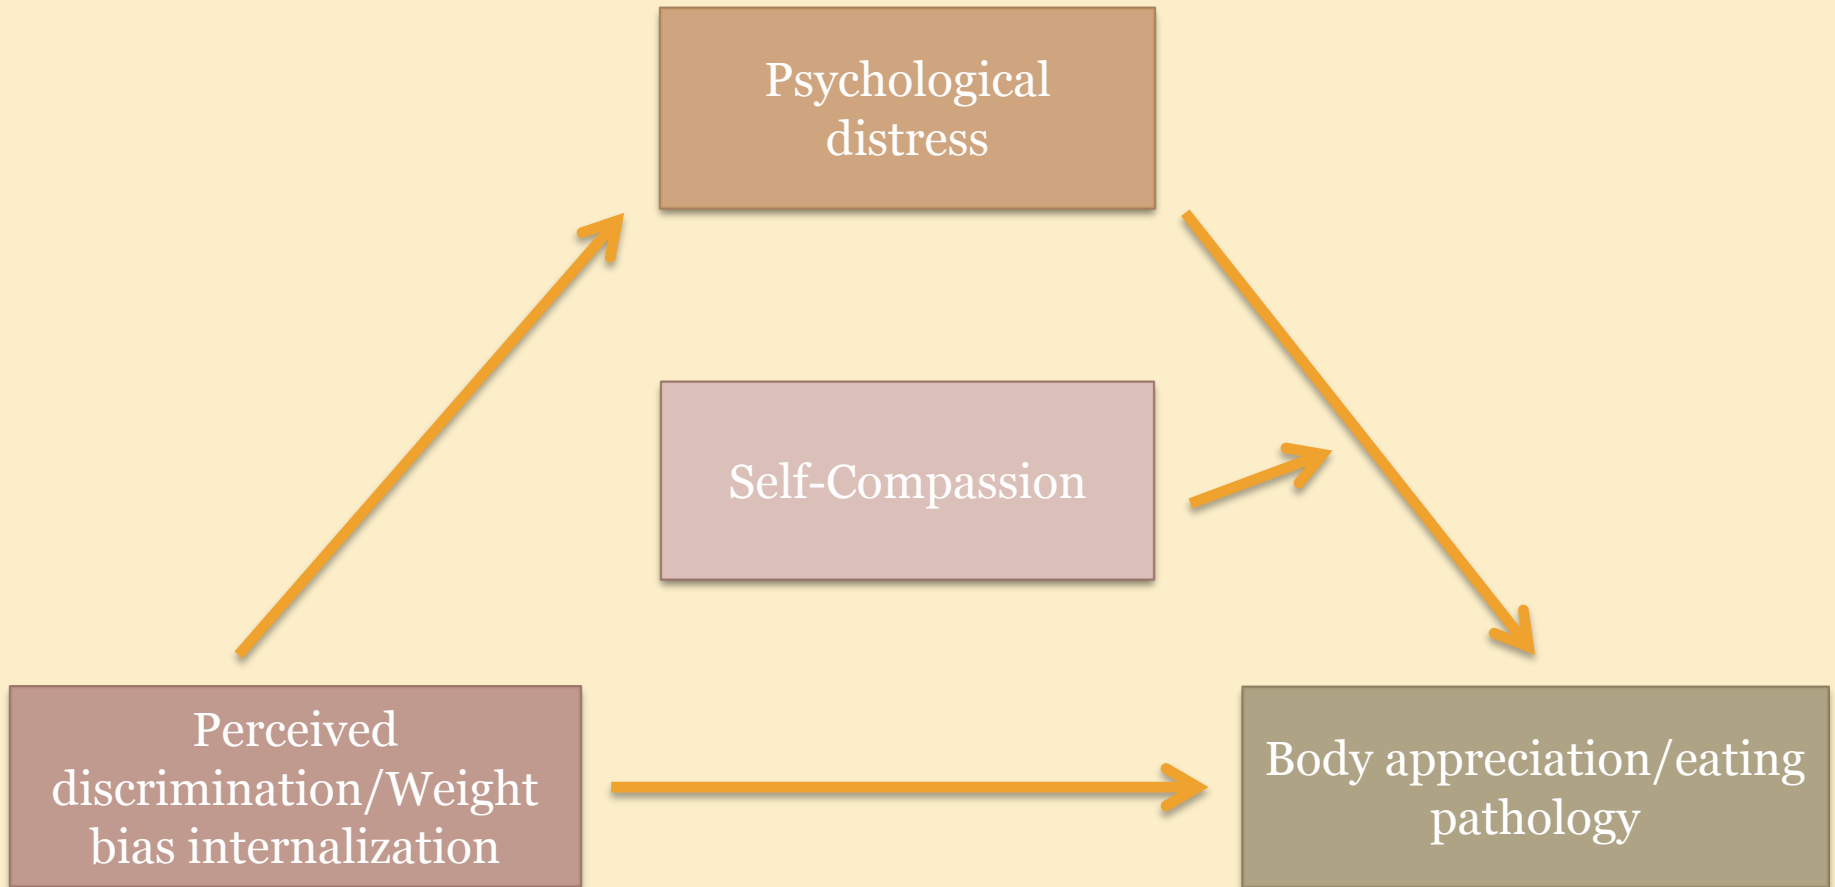 Psychological
distress
Self-Compassion
Perceived
discrimination/Weight
bias internalization
Body appreciation/eating
pathology